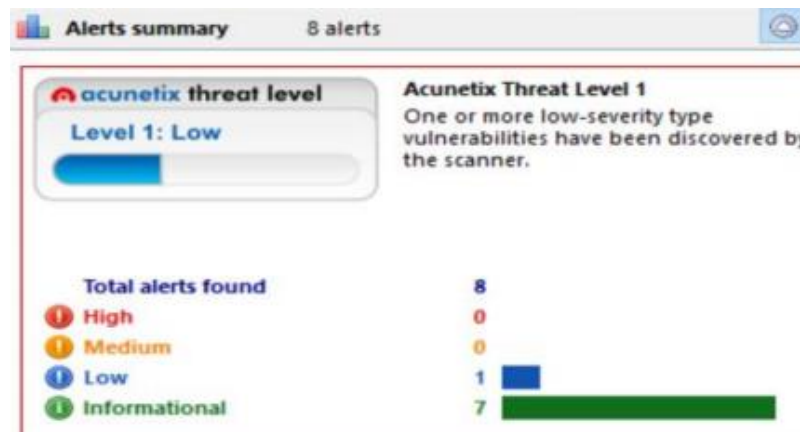 Alerts summary 8 alerts
acunetix threat level
Level 1: Low
Acunetix Threat Level 1
One or more low-severity type
vulnerabilities have been discovered by
the scanner.
Total alerts found 8
High 0
Medium 0
Low 1
Informational 7